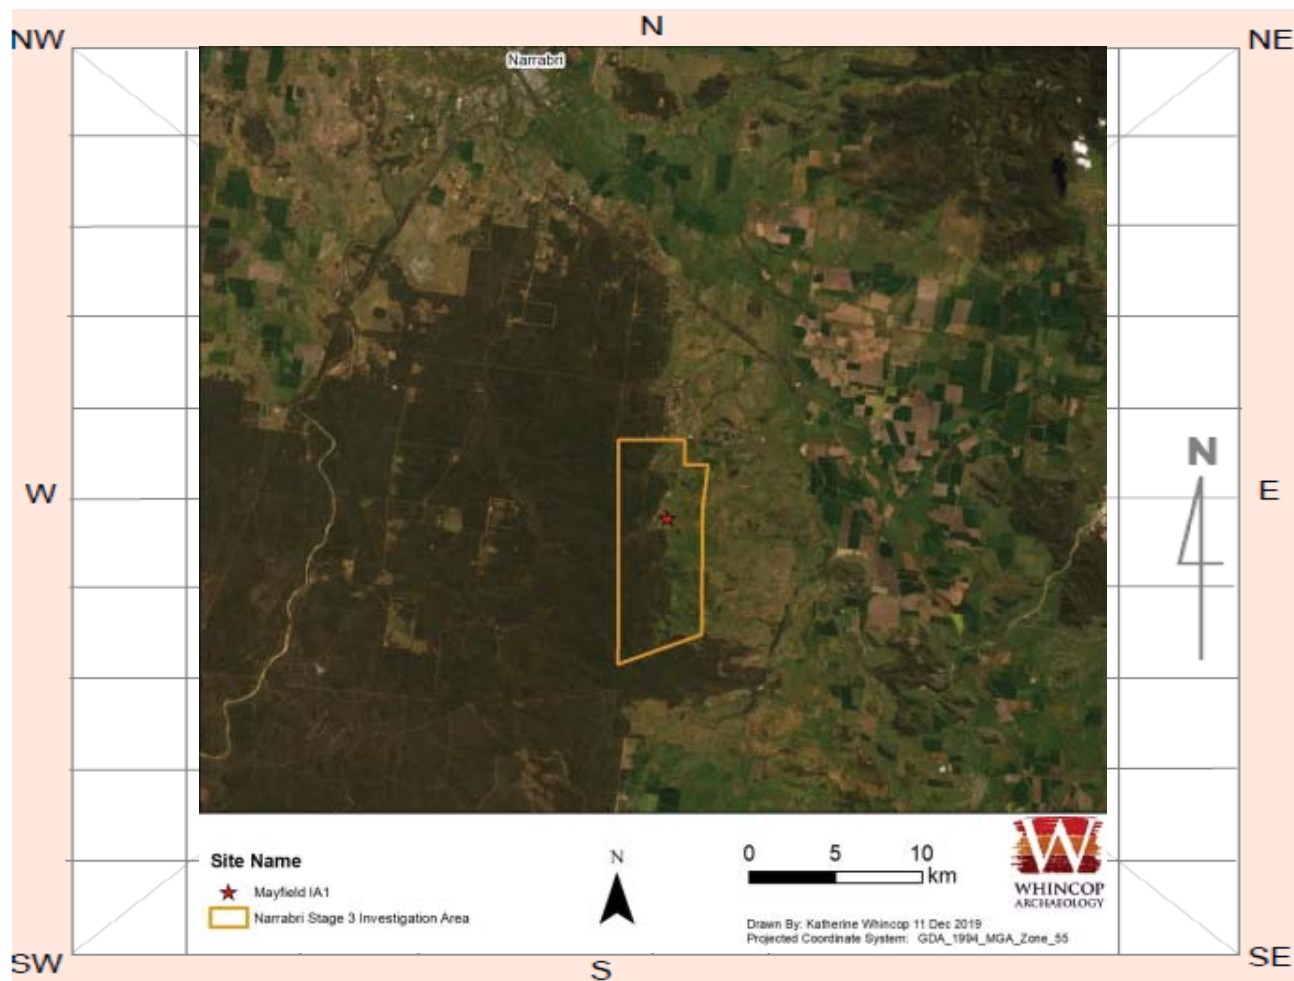 N
NW
NE
Narrabri
N
W
E
Site Name
Mayfield IA1
Narrabri Stage 3 Investigation Area
N
0 5 10
km
W
WHINCOP
ARCHAEOLOGY
Drawn By: Katherine Whincop 11 Dec 2019
Projected Coordinate System: GDA_1994_MGA_Zone_55
SW
S
SE